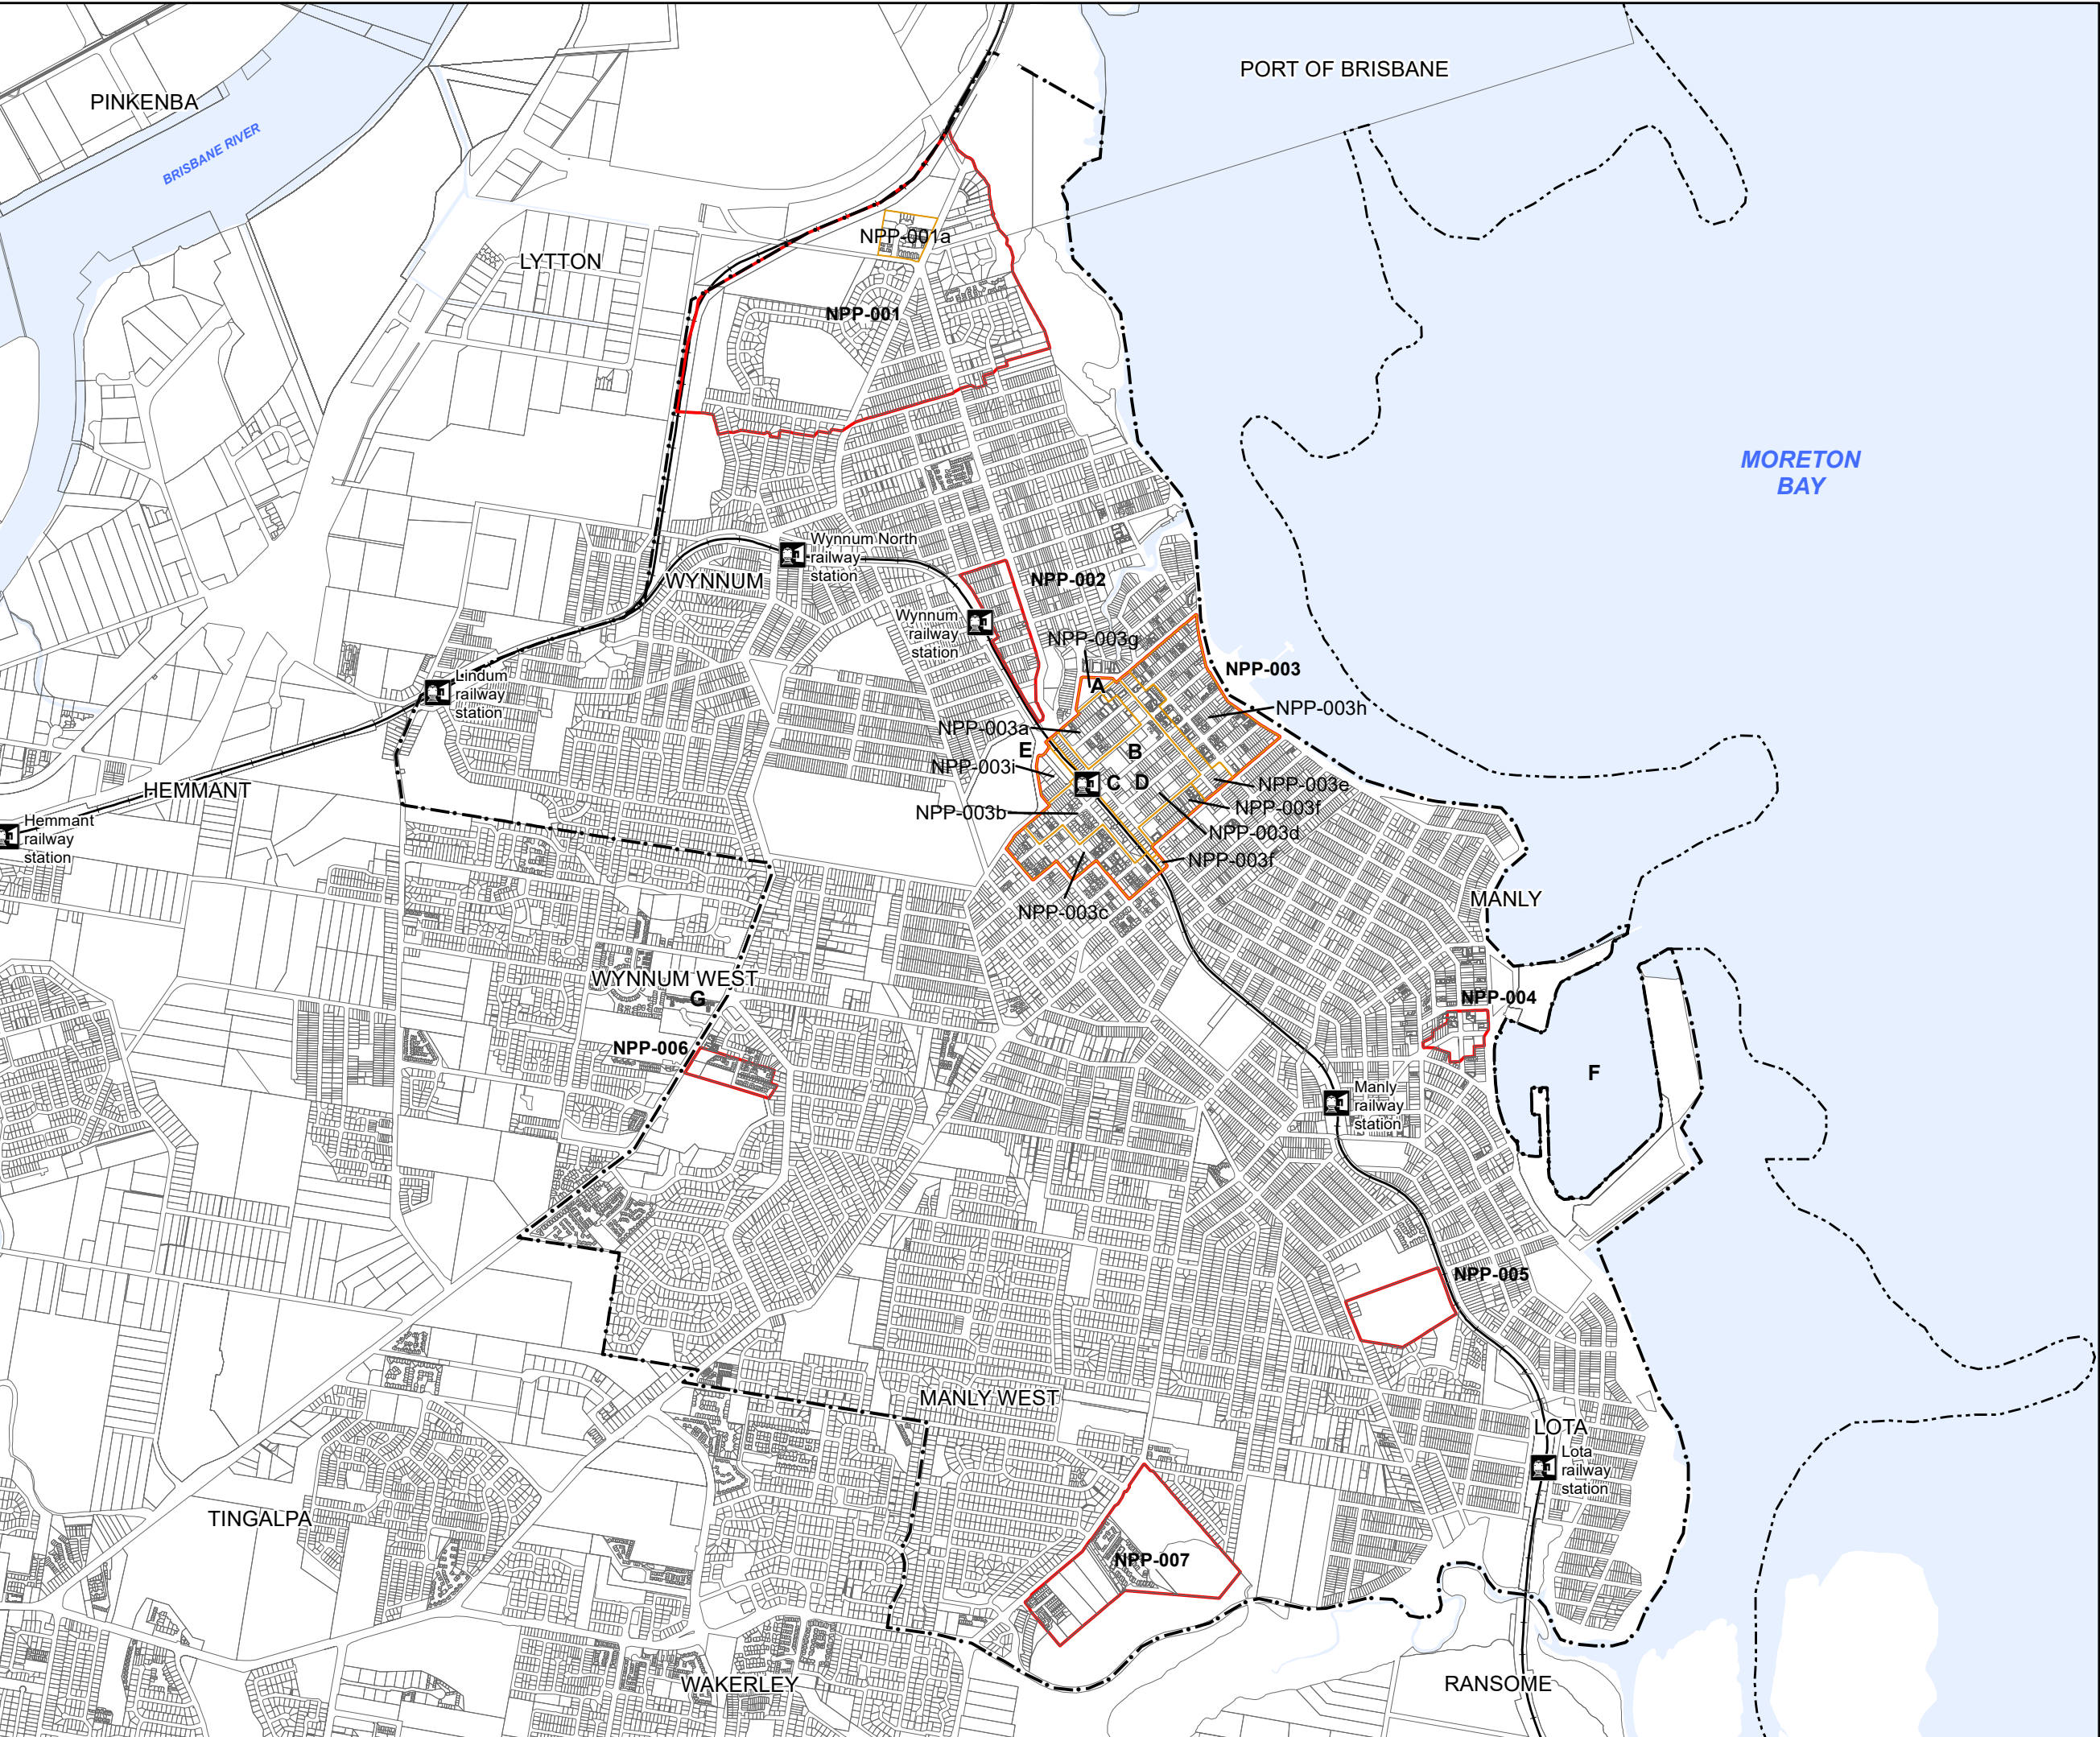 PORT OF BRISBANE
PINKENBA
BRISBANE RIVER
NPP-001a
LYTTON
NPP-001
MORETON
BAY
Wynnum North
railway
station
WYNNUM
NPP-002
Wynnum
railway
station
NPP-003g
NPP-003
Lindum
railway
station
A
NPP-003h
NPP-003a
E
B
NPP-003i
C
D
NPP-003e
HEMMANT
NPP-003f
NPP-003b
Hemmant
railway
station
NPP-003d
NPP-003f
MANLY
NPP-003c
WYNNUM WEST
G
NPP-004
NPP-006
F
Manly
railway
station
NPP-005
MANLY WEST
LOTA
Lota
railway
station
TINGALPA
NPP-007
WAKERLEY
RANSOME